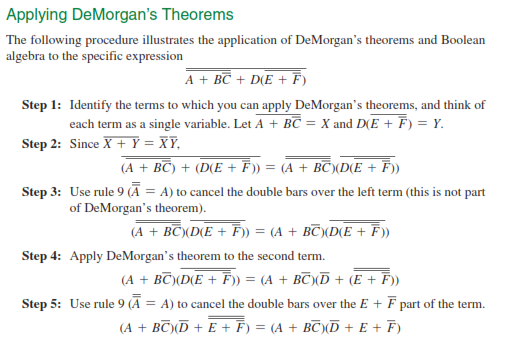 Applying DeMorgan's Theorems
The following procedure illustrates the application of DeMorgan's theorems and Boolean
algebra to the specific expression
$\overline{\overline{A + B\overline{C}} + D(\overline{E + \overline{F}})}$
Step 1: Identify the terms to which you can apply DeMorgan's theorems, and think of
each term as a single variable. Let $\overline{A + B\overline{C}} = X$ and $D(\overline{E + \overline{F}}) = Y$.
Step 2: Since $\overline{X + Y} = \overline{X}\,\overline{Y}$,
$\overline{(\overline{A + B\overline{C}}) + (D(\overline{E + \overline{F}}))} = (\overline{\overline{A + B\overline{C}}})(\overline{D(\overline{E + \overline{F}})})$
Step 3: Use rule 9 ($\overline{\overline{A}} = A$) to cancel the double bars over the left term (this is not part
of DeMorgan's theorem).
$(\overline{\overline{A + B\overline{C}}})(\overline{D(\overline{E + \overline{F}})}) = (A + B\overline{C})(\overline{D(\overline{E + \overline{F}})})$
Step 4: Apply DeMorgan's theorem to the second term.
$(A + B\overline{C})(\overline{D(\overline{E + \overline{F}})}) = (A + B\overline{C})(\overline{D} + (\overline{\overline{E + \overline{F}}}))$
Step 5: Use rule 9 ($\overline{\overline{A}} = A$) to cancel the double bars over the $E + \overline{F}$ part of the term.
$(A + B\overline{C})(\overline{D} + \overline{\overline{E + \overline{F}}}) = (A + B\overline{C})(\overline{D} + E + \overline{F})$